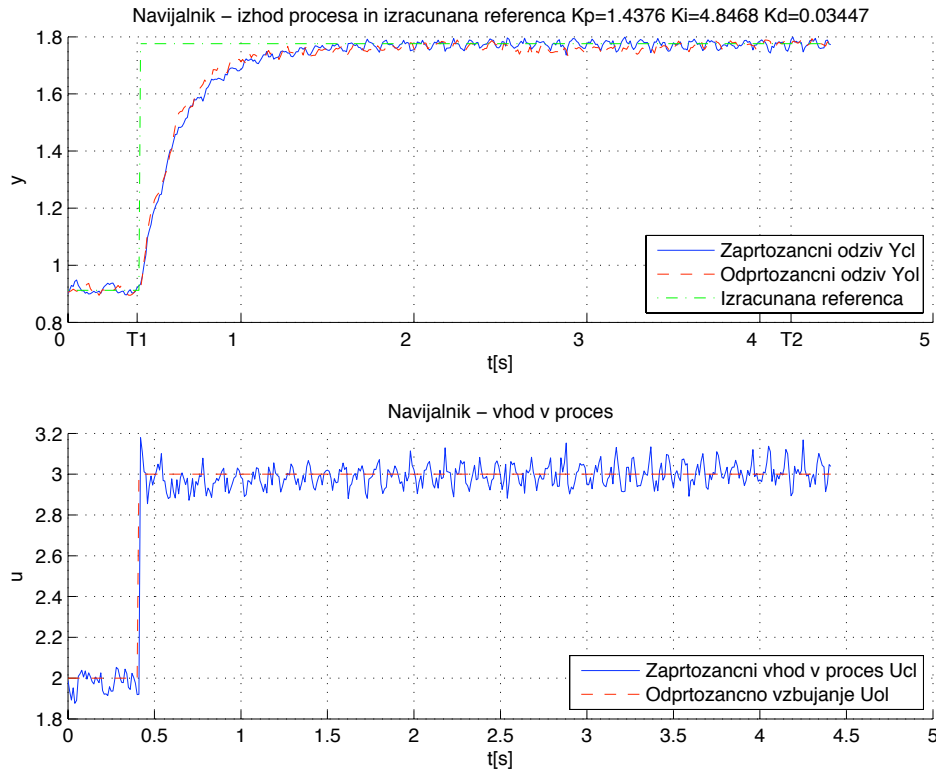 Navijalnik – izhod procesa in izracunana referenca Kp=1.4376 Ki=4.8468 Kd=0.03447
1.8
1.6
1.4
1.2
1
0.8
y
Zaprtozancni odziv Ycl
Odprtozancni odziv Yol
Izracunana referenca
0 T1 1 2 3 4 T2 5
t[s]
Navijalnik – vhod v proces
3.2
3
2.8
2.6
2.4
2.2
2
1.8
u
Zaprtozancni vhod v proces Ucl
Odprtozancno vzbujanje Uol
0 0.5 1 1.5 2 2.5 3 3.5 4 4.5 5
t[s]